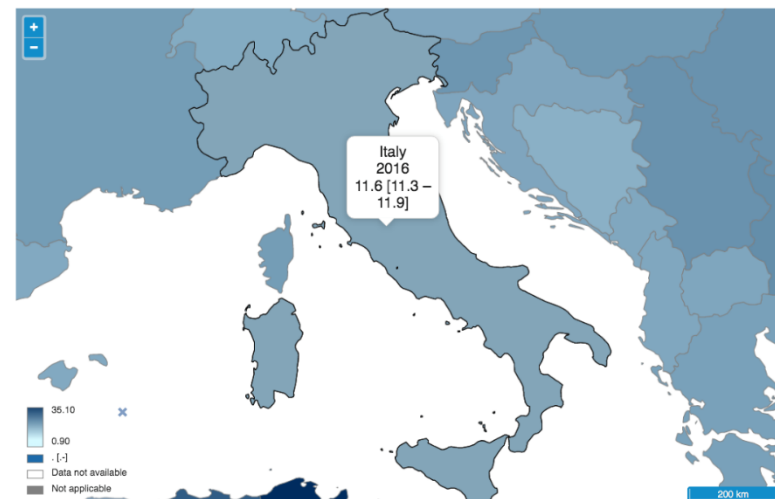 +
−
Italy
2016
11.6 [11.3 –
11.9]
35.10
×
0.90
. [.-]
Data not available
Not applicable
200 km